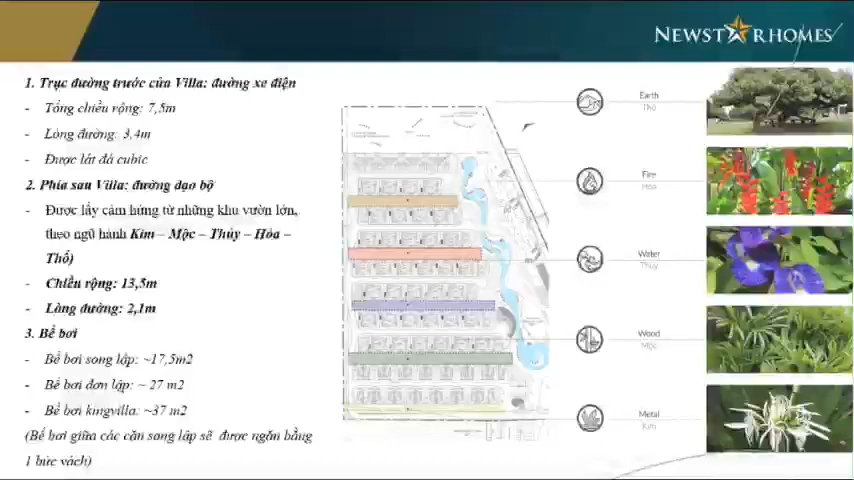 NEWSTARHOMES
1. Trục đường trước cửa Villa: đường xe điện
- Tổng chiều rộng: 7,5m
- Lòng đường: 3,4m
- Được lát đá cubic
2. Phía sau Villa: đường dạo bộ
- Được lấy cảm hứng từ những khu vườn lớn,
theo ngũ hành Kim – Mộc – Thủy – Hỏa –
Thổ)
- Chiều rộng: 13,5m
- Lòng đường: 2,1m
3. Bể bơi
- Bể bơi song lập: ~17,5m2
- Bể bơi đơn lập: ~ 27 m2
- Bể bơi kingvilla: ~37 m2
(Bể bơi giữa các căn song lập sẽ được ngăn bằng
1 bức vách)
Earth
Thổ
Fire
Hỏa
Water
Thủy
Wood
Mộc
Metal
Kim